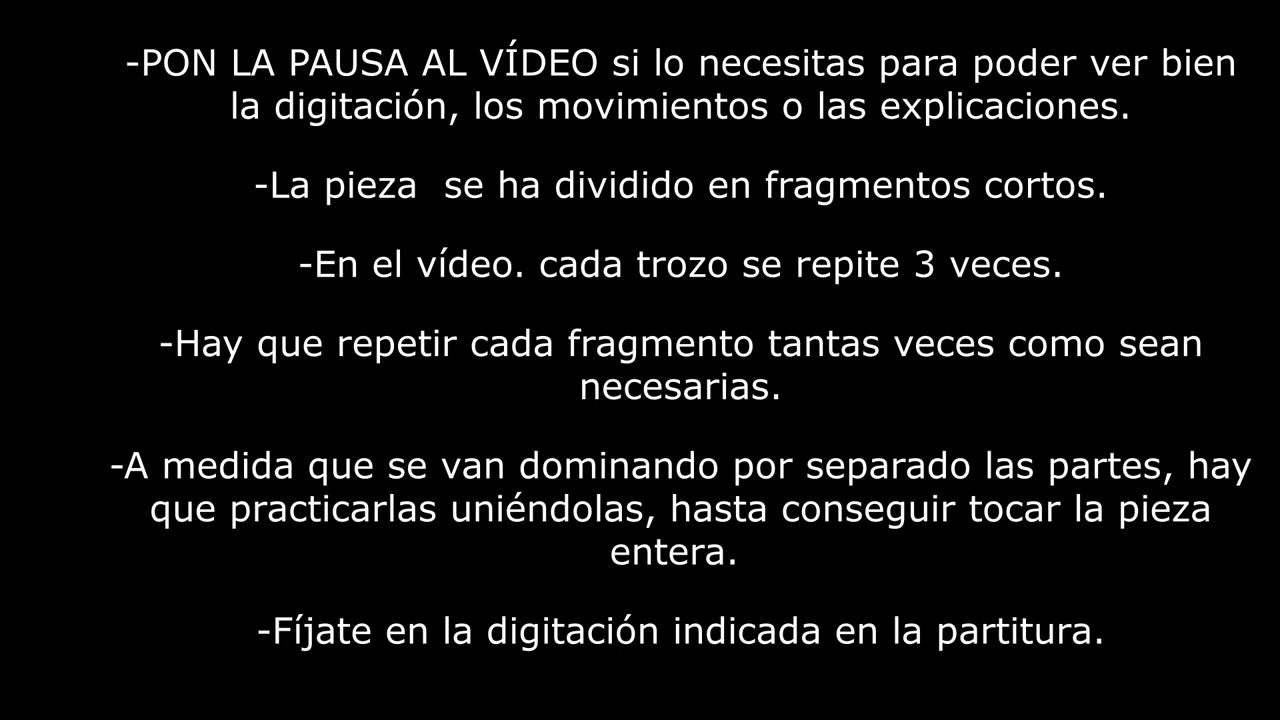 -PON LA PAUSA AL VÍDEO si lo necesitas para poder ver bien
la digitación, los movimientos o las explicaciones.
-La pieza  se ha dividido en fragmentos cortos.
-En el vídeo. cada trozo se repite 3 veces.
-Hay que repetir cada fragmento tantas veces como sean
necesarias.
-A medida que se van dominando por separado las partes, hay
que practicarlas uniéndolas, hasta conseguir tocar la pieza
entera.
-Fíjate en la digitación indicada en la partitura.